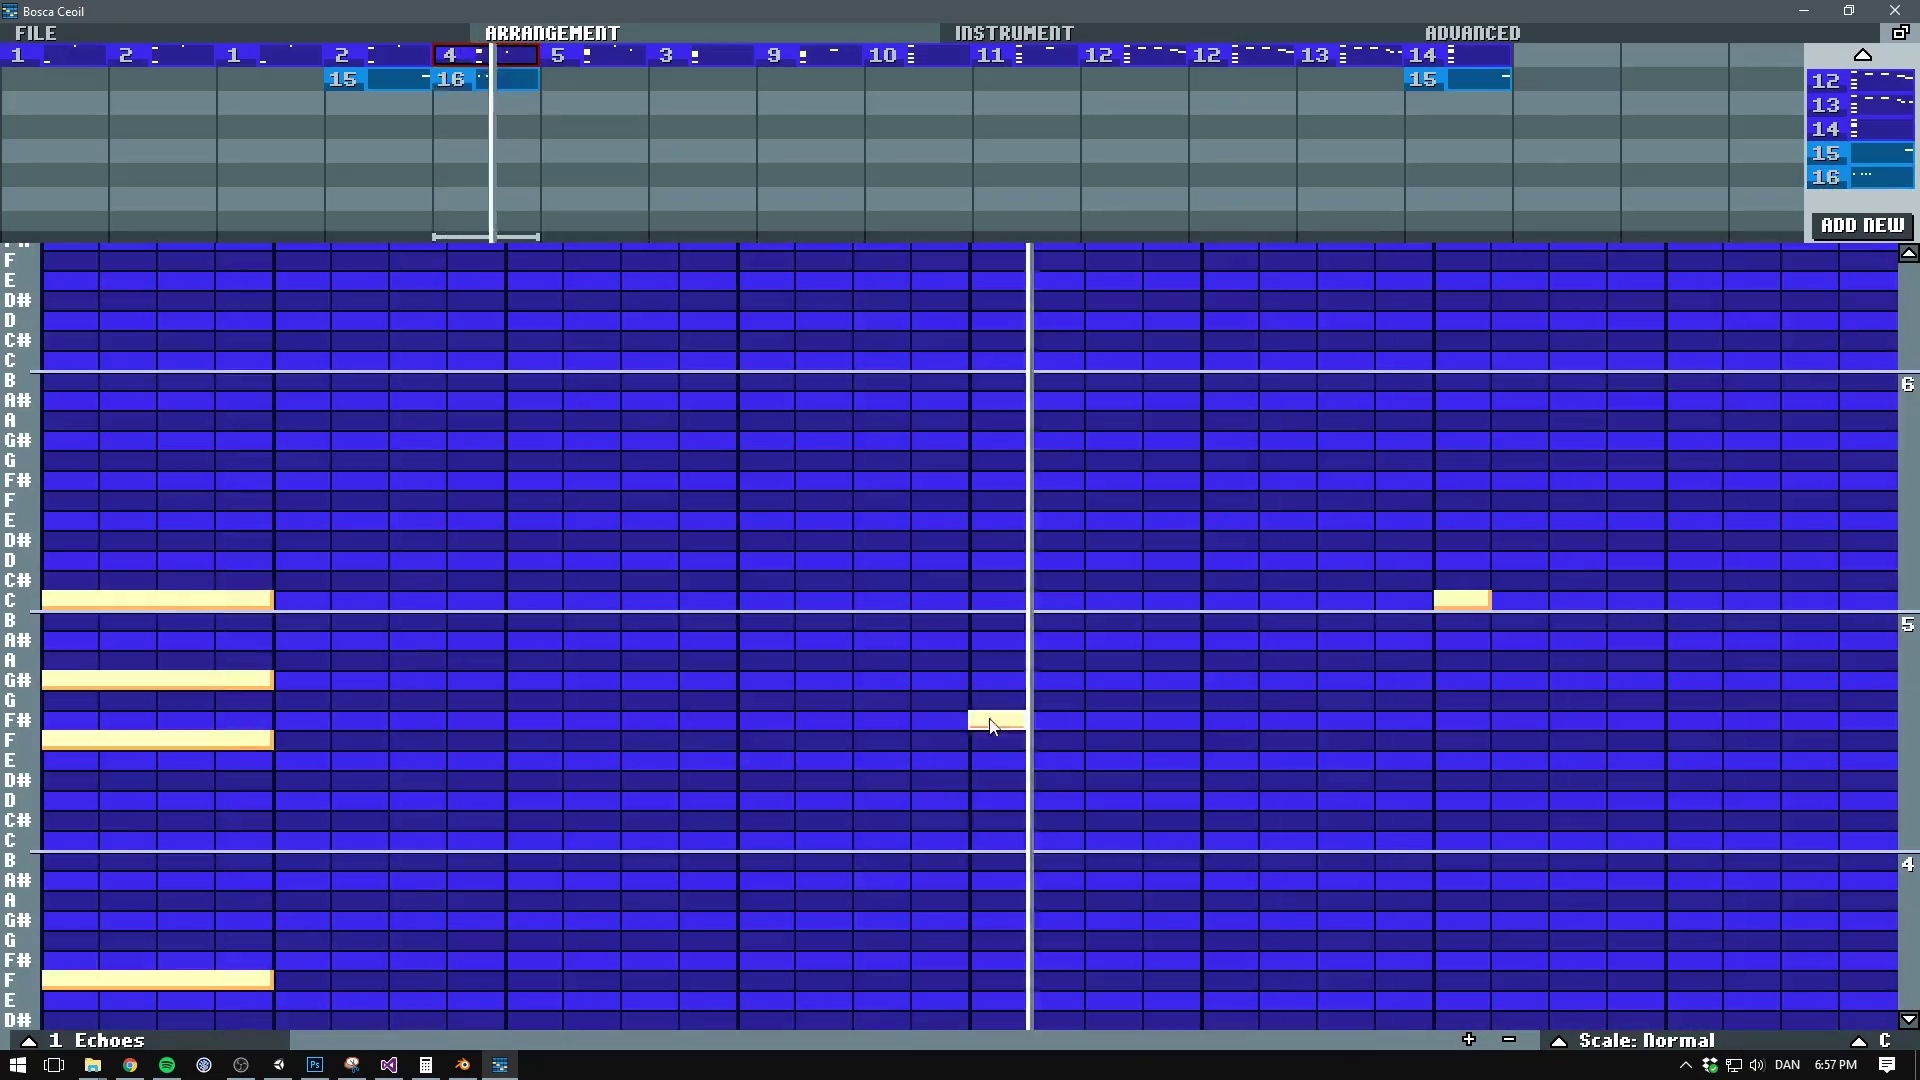 Bosca Ceoil
FILE ARRANGEMENT INSTRUMENT ADVANCED
1 2 1 2 4 5 3 9 10 11 12 12 13 14
15 16 15
12
13
14
15
16
ADD NEW
F
E
D#
D
C#
C
B
A#
A
G#
G
F#
F
E
D#
D
C#
C
B
A#
A
G#
G
F#
F
E
D#
D
C#
C
B
A#
A
G#
G
F#
F
E
D#
6
5
4
1 Echoes + - Scale: Normal C
Ps DAN 6:57 PM